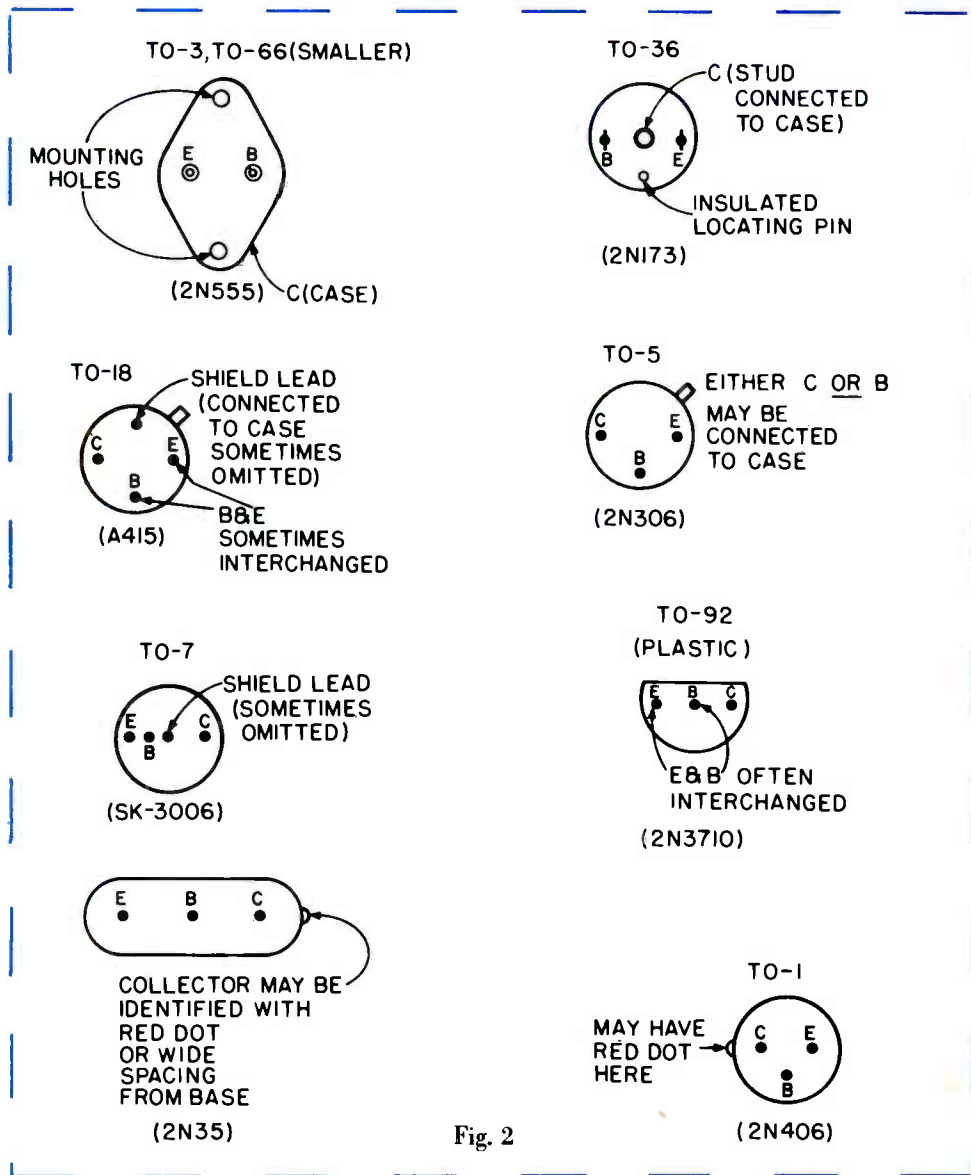 TO-3,TO-66(SMALLER)
MOUNTING
HOLES
E
B
(2N555)
C(CASE)
TO-36
C(STUD
CONNECTED
TO CASE)
B
E
INSULATED
LOCATING PIN
(2N173)
TO-18
SHIELD LEAD
(CONNECTED
TO CASE
SOMETIMES
OMITTED)
C
E
B
B&E
SOMETIMES
INTERCHANGED
(A415)
TO-5
EITHER C OR B
MAY BE
CONNECTED
TO CASE
C
E
B
(2N306)
TO-7
SHIELD LEAD
(SOMETIMES
OMITTED)
E
B
C
(SK-3006)
TO-92
(PLASTIC)
E B C
E&B OFTEN
INTERCHANGED
(2N3710)
E B C
COLLECTOR MAY BE
IDENTIFIED WITH
RED DOT
OR WIDE
SPACING
FROM BASE
(2N35)
TO-1
MAY HAVE
RED DOT
HERE
C E
B
(2N406)
Fig. 2